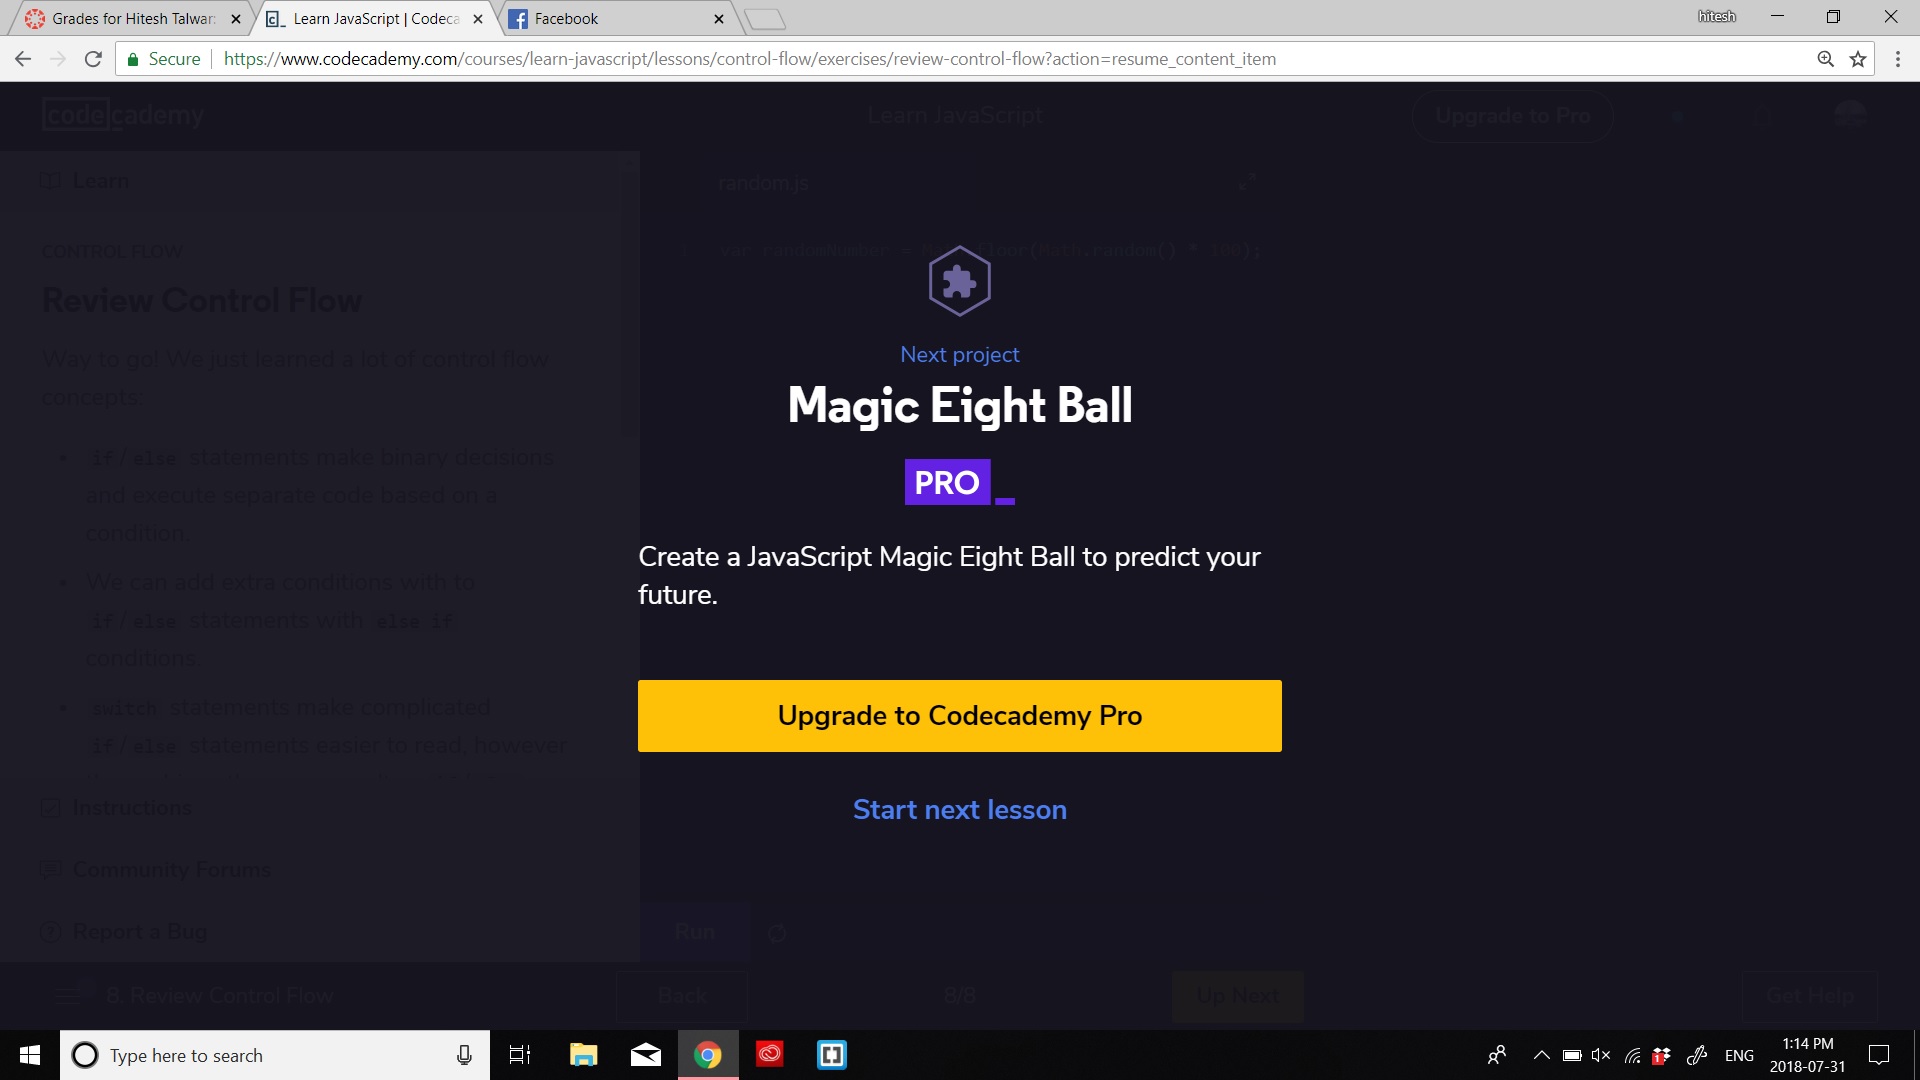 Grades for Hitesh Talwar
Learn JavaScript | Codeca
Facebook
hitesh
Secure
https://www.codecademy.com/courses/learn-javascript/lessons/control-flow/exercises/review-control-flow?action=resume_content_item
codecademy
Learn JavaScript
Upgrade to Pro
Learn
random.js
CONTROL FLOW
1 var randomNumber = Math.floor(Math.random() * 100);
Review Control Flow
Way to go! We just learned a lot of control flow
concepts:
• if/else statements make binary decisions
and execute separate code based on a
condition.
• We can add extra conditions with to
if/else statements with else if
conditions.
• switch statements make complicated
if/else statements easier to read, however
Instructions
Community Forums
Report a Bug
Next project
Magic Eight Ball
PRO_
Create a JavaScript Magic Eight Ball to predict your
future.
Upgrade to Codecademy Pro
Start next lesson
Run
8. Review Control Flow
Back
8/8
Up Next
Get Help
Type here to search
1
ENG
1:14 PM
2018-07-31